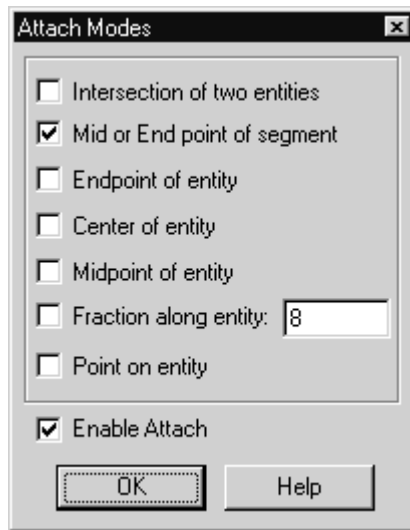 Attach Modes
Intersection of two entities
Mid or End point of segment
Endpoint of entity
Center of entity
Midpoint of entity
Fraction along entity: 8
Point on entity
Enable Attach
OK Help